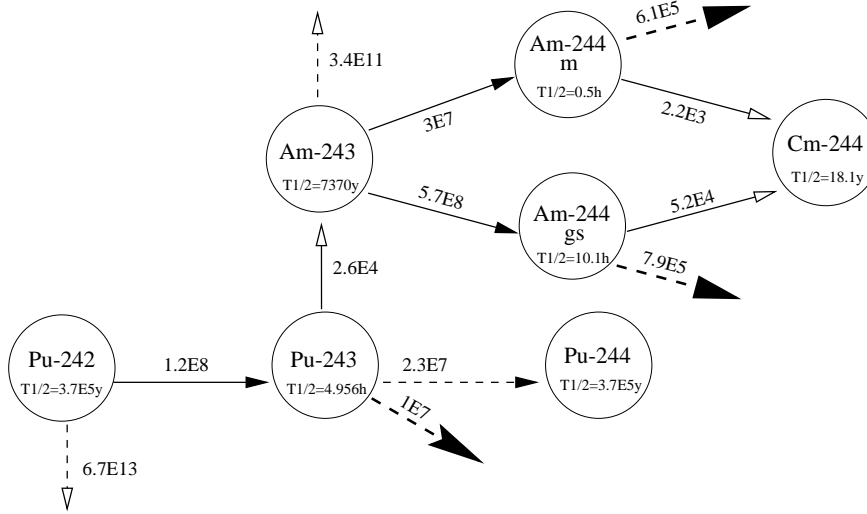 6.1E5
Am-244
m
T1/2=0.5h
3.4E11
3E7
2.2E3
Am-243
T1/2=7370y
Cm-244
T1/2=18.1y
5.7E8
Am-244
gs
T1/2=10.1h
5.2E4
7.9E5
2.6E4
Pu-242
T1/2=3.7E5y
1.2E8
Pu-243
T1/2=4.956h
2.3E7
Pu-244
T1/2=3.7E5y
1E7
6.7E13